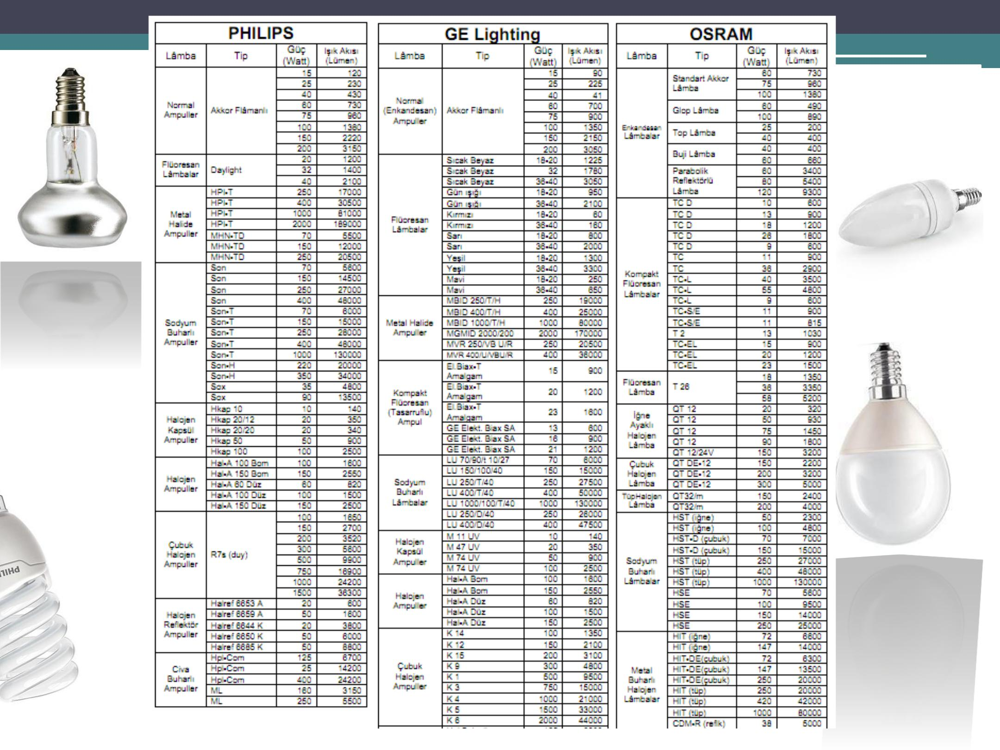 PHILIPS
Lâmba Tip Güç (Watt) Işık Akısı (Lümen)
Normal Ampuller Akkor Flâmanlı 15 120
25 230
40 430
60 730
75 960
100 1380
150 2220
200 3150
Flüoresan Lâmbalar Daylight 20 1200
32 1400
40 2100
Metal Halide Ampuller HPI-T 250 17000
HPI-T 400 30500
HPI-T 1000 81000
HPI-T 2000 189000
MHN-TD 70 5500
MHN-TD 150 12000
MHN-TD 250 20500
Sodyum Buharlı Ampuller Son 70 5600
Son 150 14500
Son 250 27000
Son 400 48000
Son-T 70 6000
Son-T 150 15000
Son-T 250 28000
Son-T 400 48000
Son-T 1000 130000
Son-H 220 20000
Son-H 350 34000
Sox 35 4800
Sox 90 13500
Halojen Kapsül Ampuller Hkap 10 10 140
Hkap 20/12 20 350
Hkap 20/20 20 340
Hkap 50 50 900
Hkap 100 100 2500
Halojen Ampuller Hal-A 100 Bom 100 1600
Hal-A 150 Bom 150 2550
Hal-A 60 Düz 60 820
Hal-A 100 Düz 100 1500
Hal-A 150 Düz 150 2500
Çubuk Halojen Ampuller R7s (duy) 100 1650
150 2700
200 3520
300 5600
500 9900
750 16900
1000 24200
1500 36300
Halojen Reflektör Ampuller Halref 6653 A 20 600
Halref 6659 A 50 1600
Halref 6644 K 20 3800
Halref 6650 K 50 6000
Halref 6685 K 50 8800
Civa Buharlı Ampuller Hpl-Com 125 6700
Hpl-Com 25 14200
Hpl-Com 400 24200
ML 160 3150
ML 250 5500
GE Lighting
Lâmba Tip Güç (Watt) Işık Akısı (Lümen)
Normal (Enkandesan) Ampuller Akkor Flâmanlı 15 90
25 225
40 41
60 700
75 900
100 1350
150 2150
200 3050
Flüoresan Lâmbalar Sıcak Beyaz 18-20 1225
Sıcak Beyaz 32 1780
Sıcak Beyaz 36-40 3050
Gün ışığı 18-20 950
Gün ışığı 36-40 2100
Kırmızı 18-20 60
Kırmızı 36-40 160
Sarı 18-20 800
Sarı 36-40 2000
Yeşil 18-20 1300
Yeşil 36-40 3300
Mavi 18-20 250
Mavi 36-40 650
Metal Halide Ampuller MBID 250/T/H 250 19000
MBID 400/T/H 400 25000
MBID 1000/T/H 1000 80000
MGMID 2000/200 2000 170000
MVR 250/VB U/R 250 20500
MVR 400/U/VBU/R 400 36000
Kompakt Flüoresan (Tasarruflu) Ampul El.Biax-T Amalgam 15 900
El.Biax-T Amalgam 20 1200
El.Biax-T Amalgam 23 1600
GE Elekt. Biax SA 13 600
GE Elekt. Biax SA 16 900
GE Elekt. Biax SA 21 1200
Sodyum Buharlı Lâmbalar LU 70/90/t 10/27 70 6000
LU 150/100/40 150 15000
LU 250/T/40 250 27500
LU 400/T/40 400 50000
LU 1000/100/T/40 1000 130000
LU 250/D/40 250 26000
LU 400/D/40 400 47500
Halojen Kapsül Ampuller M 11 UV 10 140
M 47 UV 20 350
M 74 UV 50 900
M 74 UV 100 2500
Halojen Ampuller Hal-A Bom 100 1600
Hal-A Bom 150 2550
Hal-A Düz 60 820
Hal-A Düz 100 1500
Hal-A Düz 150 2500
Çubuk Halojen Ampuller K 14 100 1350
K 12 150 2100
K 15 200 3100
K 9 300 4800
K 1 500 9500
K 3 750 15000
K 4 1000 21000
K 5 1500 33000
K 6 2000 44000
OSRAM
Lâmba Tip Güç (Watt) Işık Akısı (Lümen)
Enkandesan Lâmbalar Standart Akkor Lâmba 60 730
75 960
100 1380
Glop Lâmba 60 490
100 890
Top Lâmba 25 200
40 400
Buji Lâmba 40 400
60 660
Parabolik Reflektörlü Lâmba 60 3400
80 5400
120 9300
Kompakt Flüoresan Lâmbalar TC D 10 600
TC D 13 900
TC D 18 1200
TC D 26 1800
TC D 9 600
TC 11 900
TC 36 2900
TC-L 40 3500
TC-L 55 4800
TC-L 9 600
TC-S/E 11 900
TC-S/E 11 815
T 2 13 1030
TC-EL 15 900
TC-EL 20 1200
TC-EL 23 1500
Flüoresan Lâmba T 26 18 1350
36 3350
58 5200
İğne Ayaklı Halojen Lâmba QT 12 20 320
QT 12 50 930
QT 12 75 1450
QT 12 90 1800
QT 12/24V 150 3200
Çubuk Halojen Lâmba QT DE-12 150 2200
QT DE-12 200 3200
QT DE-12 300 5000
TüpHalojen Lâmba QT32/m 150 2400
QT32/m 200 4000
Sodyum Buharlı Lâmbalar HST (iğne) 50 2300
HST (iğne) 100 4800
HST-D (çubuk) 70 7000
HST-D (çubuk) 150 15000
HST (tüp) 250 27000
HST (tüp) 400 48000
HST (tüp) 1000 130000
HSE 70 5600
HSE 100 9500
HSE 150 14000
HSE 250 25000
Metal Buharlı Halojen Lâmbalar HIT (iğne) 72 6600
HIT (iğne) 147 14000
HIT-DE(çubuk) 72 6300
HIT-DE(çubuk) 147 13500
HIT-DE(çubuk) 250 20000
HIT (tüp) 250 20000
HIT (tüp) 420 42000
HIT (tüp) 1000 80000
CDM-R (reflk) 38 5000